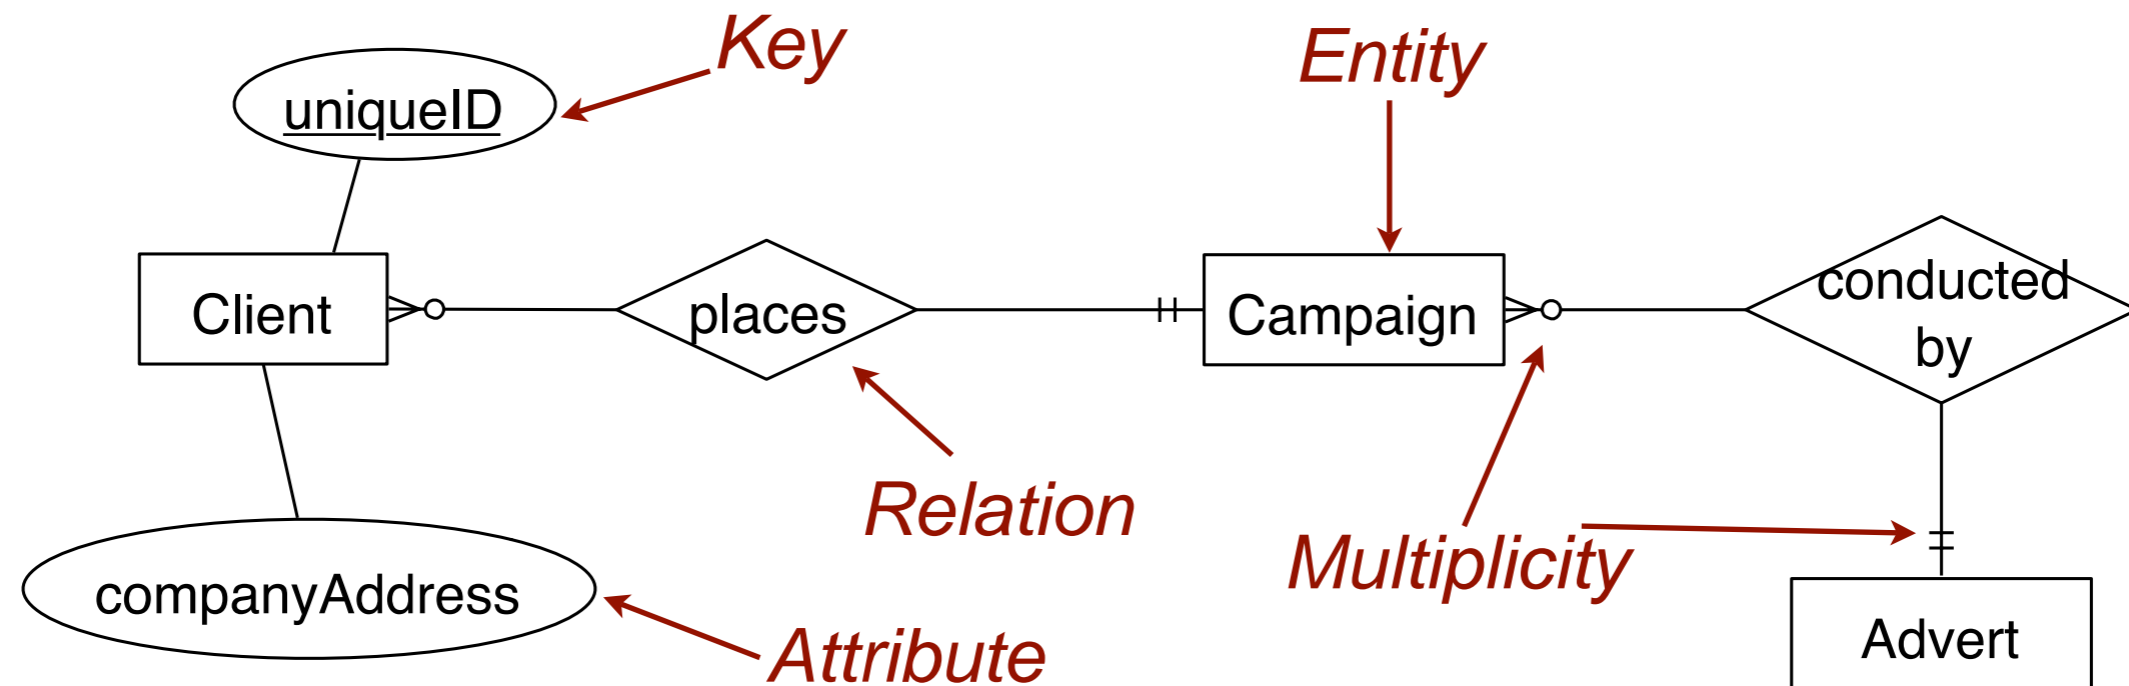 Key
Entity
uniqueID
Client
places
Campaign
conducted
by
Relation
Multiplicity
companyAddress
Attribute
Advert